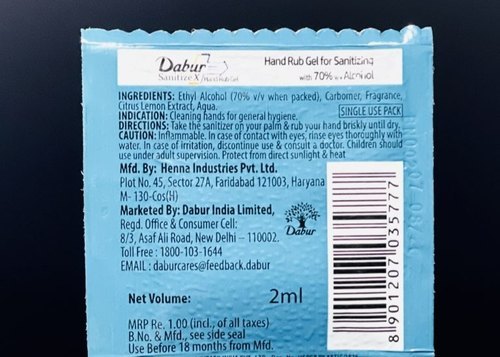 Dabur
SanitizeX Hand Rub Gel
Hand Rub Gel for Sanitizing
with 70% v/v Alcohol
INGREDIENTS: Ethyl Alcohol (70% v/v when packed), Carbomer, Fragrance,
Citrus Lemon Extract, Aqua.
INDICATION: Cleaning hands for general hygiene.
SINGLE USE PACK
DIRECTIONS: Take the sanitizer on your palm & rub your hand briskly until dry.
CAUTION: Inflammable. In case of contact with eyes, rinse eyes thoroughly with
water. In case of irritation, discontinue use & consult a doctor. Children should
use under adult supervision. Protect from direct sunlight & heat
Mfd. By: Henna Industries Pvt. Ltd.
Plot No. 45, Sector 27A, Faridabad 121003, Haryana
M- 130-Cos(H)
Marketed By: Dabur India Limited,
Regd. Office & Consumer Cell:
8/3, Asaf Ali Road, New Delhi – 110002.
Toll Free : 1800-103-1644
EMAIL : daburcares@feedback.dabur
Dabur
8 901207 035777
Net Volume: 2ml
MRP Re. 1.00 (incl., of all taxes)
B.No. & Mfd., see side seal
Use Before 18 months from Mfd.